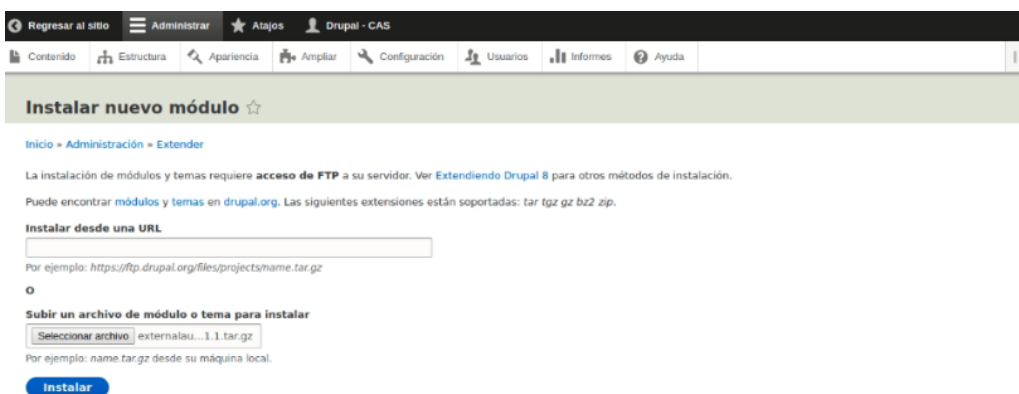 Regresar al sitio Administrar Atajos Drupal - CAS
Contenido Estructura Apariencia Ampliar Configuración Usuarios Informes Ayuda
Instalar nuevo módulo
Inicio » Administración » Extender
La instalación de módulos y temas requiere acceso de FTP a su servidor. Ver Extendiendo Drupal 8 para otros métodos de instalación.
Puede encontrar módulos y temas en drupal.org. Las siguientes extensiones están soportadas: tar tgz gz bz2 zip.
Instalar desde una URL
Por ejemplo: https://ftp.drupal.org/files/projects/name.tar.gz
O
Subir un archivo de módulo o tema para instalar
Seleccionar archivo externalau...1.1.tar.gz
Por ejemplo: name.tar.gz desde su máquina local.
Instalar